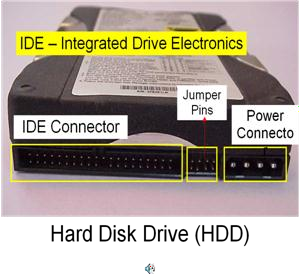 IDE – Integrated Drive Electronics
Jumper
Pins
IDE Connector
Power
Connecto
Hard Disk Drive (HDD)